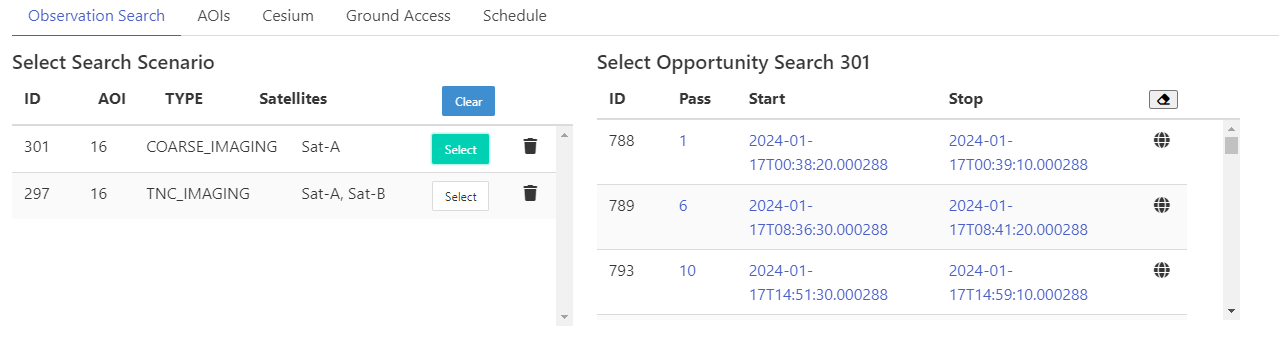 Observation Search AOIs Cesium Ground Access Schedule
Select Search Scenario
ID AOI TYPE Satellites Clear
301 16 COARSE_IMAGING Sat-A Select
297 16 TNC_IMAGING Sat-A, Sat-B Select
Select Opportunity Search 301
ID Pass Start Stop
788 1 2024-01- 2024-01-
17T00:38:20.000288 17T00:39:10.000288
789 6 2024-01- 2024-01-
17T08:36:30.000288 17T08:41:20.000288
793 10 2024-01- 2024-01-
17T14:51:30.000288 17T14:59:10.000288